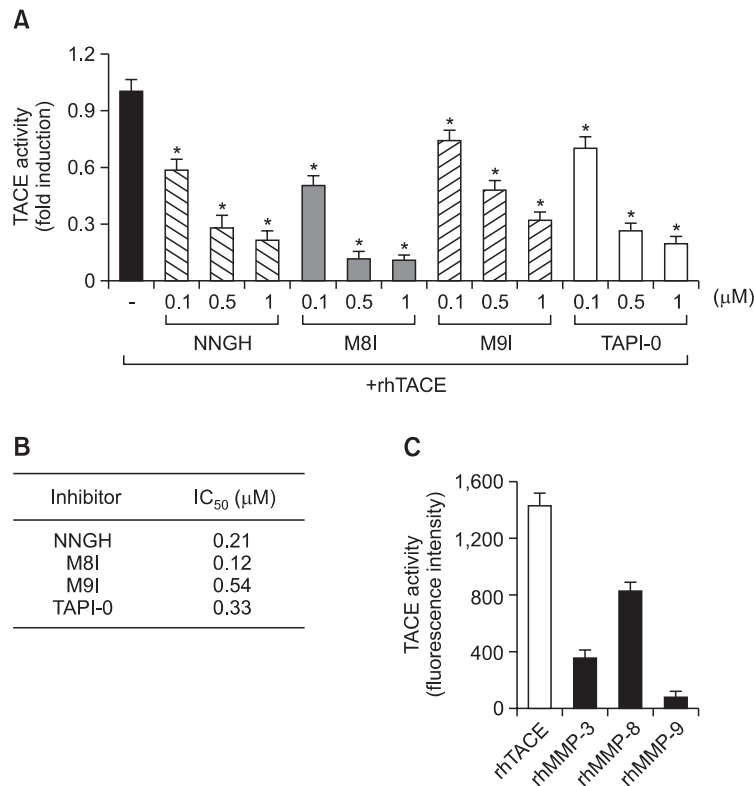 A
1.2
0.9
0.6
0.3
0
TACE activity
(fold induction)
* * * * * * * * * * * *
- 0.1 0.5 1 0.1 0.5 1 0.1 0.5 1 0.1 0.5 1 (μM)
NNGH M8I M9I TAPI-0
+rhTACE
B
Inhibitor IC50 (μM)
NNGH 0.21
M8I 0.12
M9I 0.54
TAPI-0 0.33
C
1,600
1,200
800
400
0
TACE activity
(fluorescence intensity)
rhTACE rhMMP-3 rhMMP-8 rhMMP-9